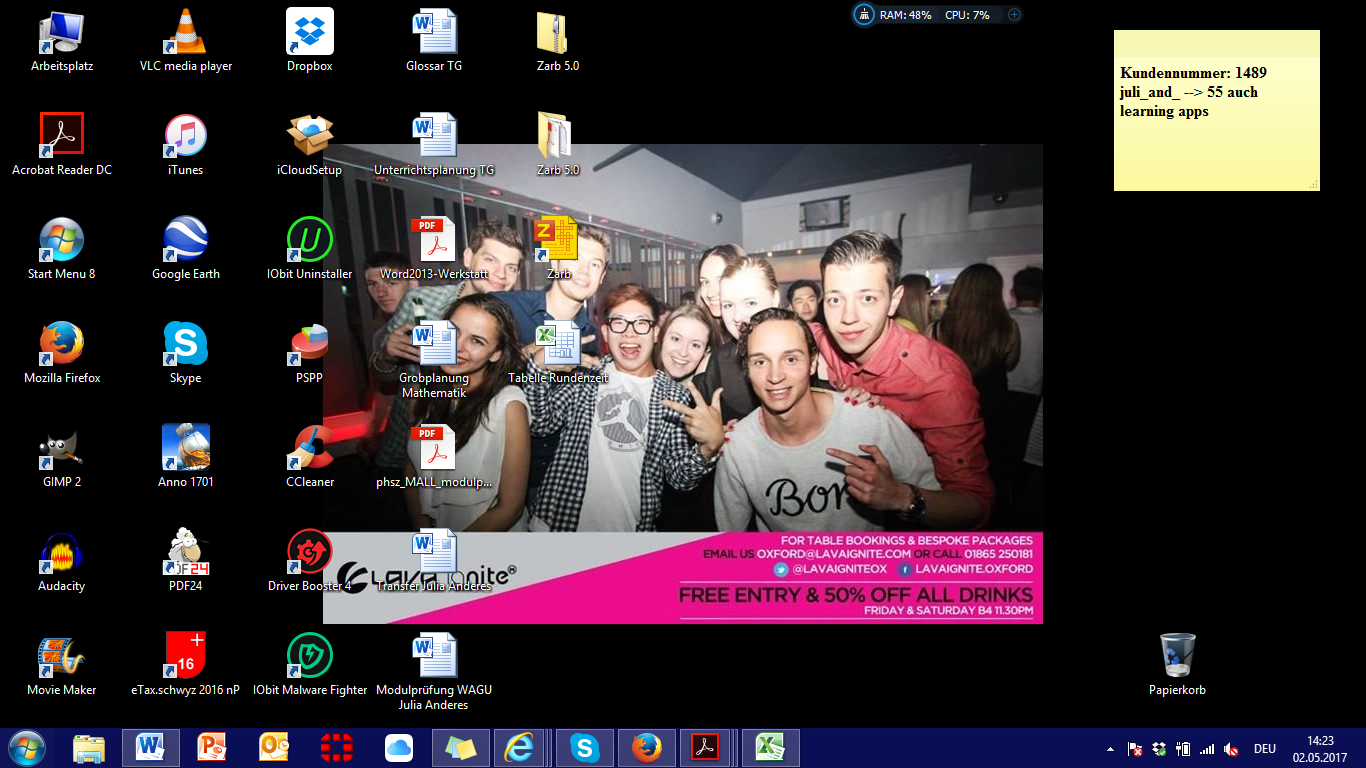 RAM: 48% CPU: 7%
Kundennummer: 1489
juli_and_ --> 55 auch
learning apps
Arbeitsplatz
VLC media player
Dropbox
Glossar TG
Zarb 5.0
Acrobat Reader DC
iTunes
iCloudSetup
Unterrichtsplanung TG
Zarb 5.0
Start Menu 8
Google Earth
IObit Uninstaller
PDF
Word2013-Werkstatt
Z
Zarb
Mozilla Firefox
Skype
PSPP
Grobplanung
Mathematik
Tabelle Rundenzeit
GIMP 2
Anno 1701
CCleaner
PDF
phsz_MALL_modulp...
Bon
Audacity
PDF24
Driver Booster 4
Transfer Julia Anderes
Lava Ignite®
FOR TABLE BOOKINGS & BESPOKE PACKAGES
EMAIL US OXFORD@LAVAIGNITE.COM OR CALL 01865 250181
@LAVAIGNITEOX LAVAIGNITE.OXFORD
FREE ENTRY & 50% OFF ALL DRINKS
FRIDAY & SATURDAY B4 11.30PM
Movie Maker
16
eTax.schwyz 2016 nP
IObit Malware Fighter
Modulprüfung WAGU
Julia Anderes
Papierkorb
DEU
14:23
02.05.2017